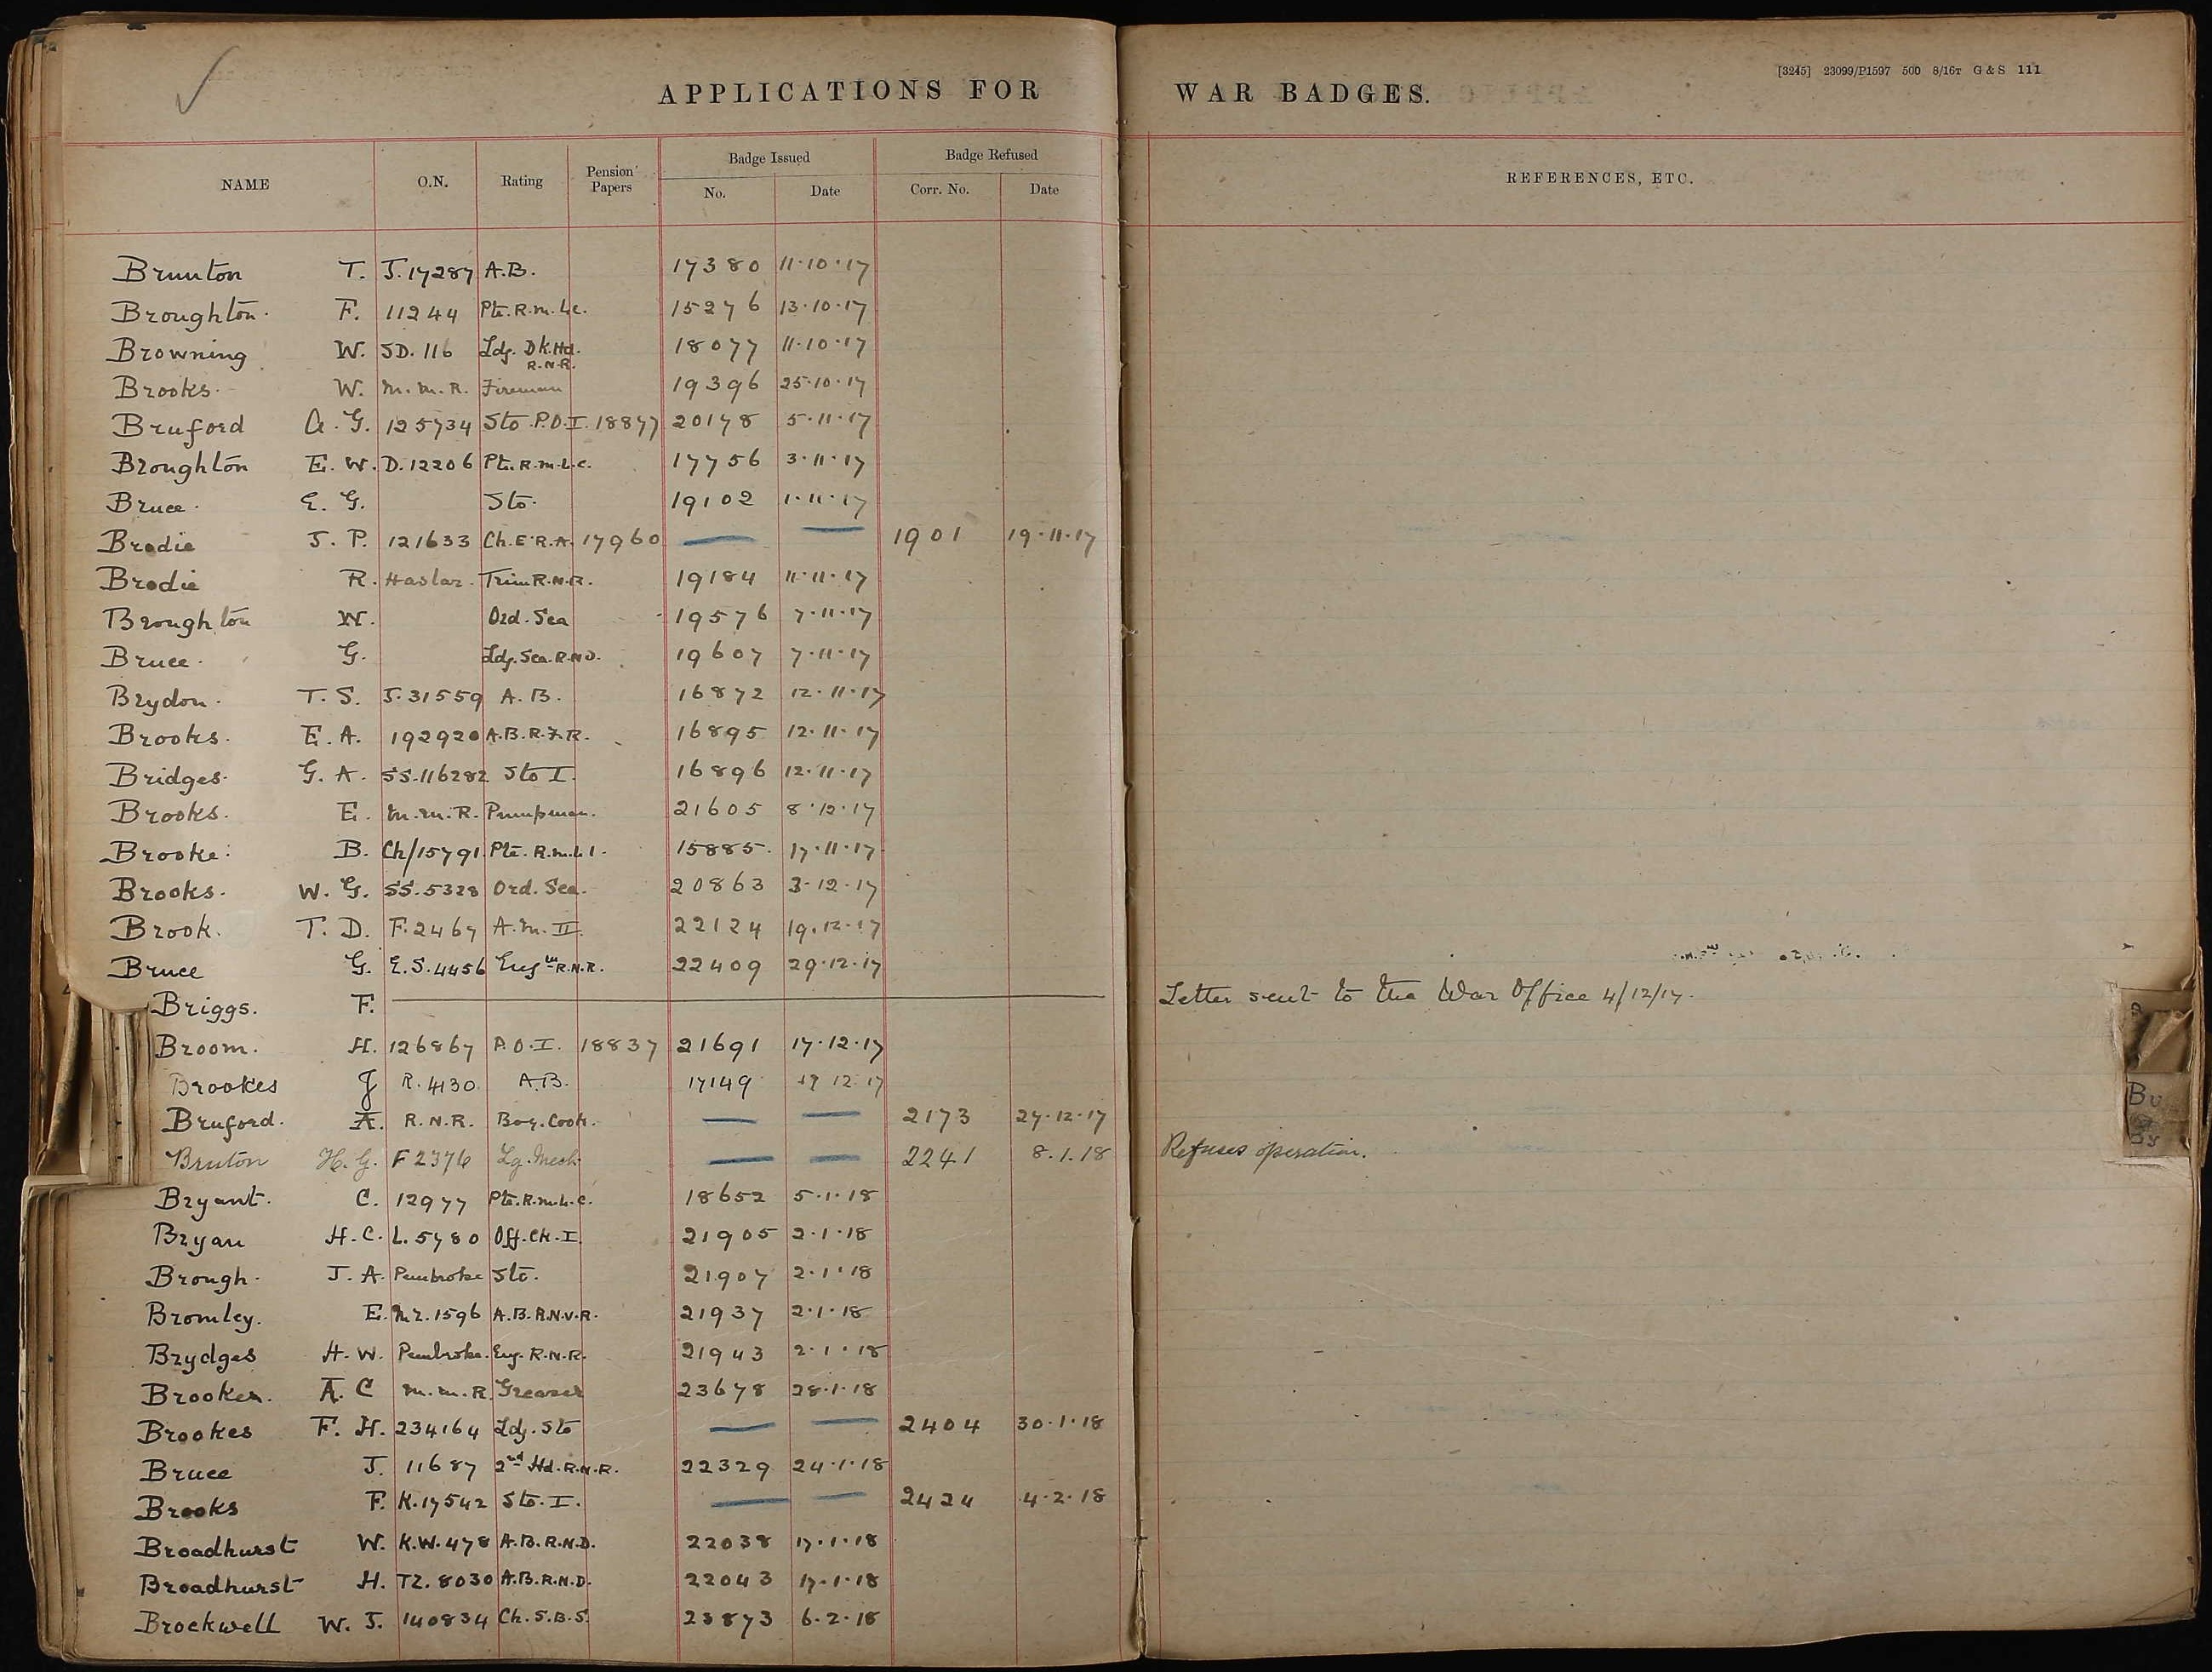 APPLICATIONS FOR WAR BADGES.
[3245] 23099/P1597 500 8/16T G & S 111
NAME O.N. Rating Pension Papers Badge Issued No. Date Badge Refused Corr. No. Date REFERENCES, ETC.
Brunton T. J.17287 A.B. 17380 11.10.17
Broughton. F. 11244 Pte. R.M.L.C. 15276 13.10.17
Browning W. SD. 116 Ldg. Dk.Hd. R.N.R. 18077 11.10.17
Brooks. W. M.M.R. Fireman 19396 25.10.17
Bruford A. G. 125734 Sto. P.O. I. 18877 20178 5.11.17
Broughton E. W. D.12206 Pte. R.M.L.C. 17756 3.11.17
Bruce. E. G. Sto. 19102 1.11.17
Brodie J. P. 121633 Ch.E.R.A. 17960 — — 1901 19.11.17
Brodie R. Haslar. Trim R.N.R. 19184 11.11.17
Broughton W. Ord. Sea 19576 7.11.17
Bruce. G. Ldg. Sea. R.N.D. 19607 7.11.17
Brydon. T. S. J.31559 A.B. 16872 12.11.17
Brooks. E. A. 192920 A.B.R.F.R. 16895 12.11.17
Bridges. G. A. SS.116282 Sto I. 16896 12.11.17
Brooks. E. M.M.R. Pumpman. 21605 8.12.17
Brooke. B. Ch/15791. Pte. R.M.L.I. 15885. 17.11.17
Brooks. W. G. SS.5328 Ord. Sea. 20863 3.12.17
Brook. T. D. F.2467 A.M. II 22124 19.12.17
Bruce G. E.S.4456 Engn R.N.R. 22409 29.12.17
Briggs. F. Letter sent to the War Office 4/12/17.
Broom. H. 126867 P.O. I. 18837 21691 17.12.17
Brookes J R. 4130 A.B. 17149 19 12 17
Bruford. A. R.N.R. Boy. Cook. — — 2173 27.12.17
Bruton H. G. F 2376 Lg. Mech — — 2241 8.1.18 Refuses operation.
Bryant. C. 12977 Pte. R.M.L.C. 18652 5.1.18
Bryan H. C. L. 5780 Off. Ck. I. 21905 2.1.18
Brough. J. A. Pembroke Sto. 21907 2.1.18
Bromley. E. MZ.1596 A.B. R.N.V.R. 21937 2.1.18
Brydges H. W. Pembroke. Eng. R.N.R. 21943 2.1.18
Brooker. A. C M.M.R. Greaser 23678 28.1.18
Brookes F. H. 234164 Ldg. Sto — — 2404 30.1.18
Bruce J. 11687 2nd Hd. R.N.R. 22329 24.1.18
Brooks F. K.17542 Sto. I. — — 2424 4.2.18
Broadhurst W. K.W.478 A.B. R.N.D. 22038 17.1.18
Broadhurst H. TZ. 8030 A.B. R.N.D. 22043 17.1.18
Brockwell W. J. 140834 Ch. S.B.S. 23873 6.2.18
Bu